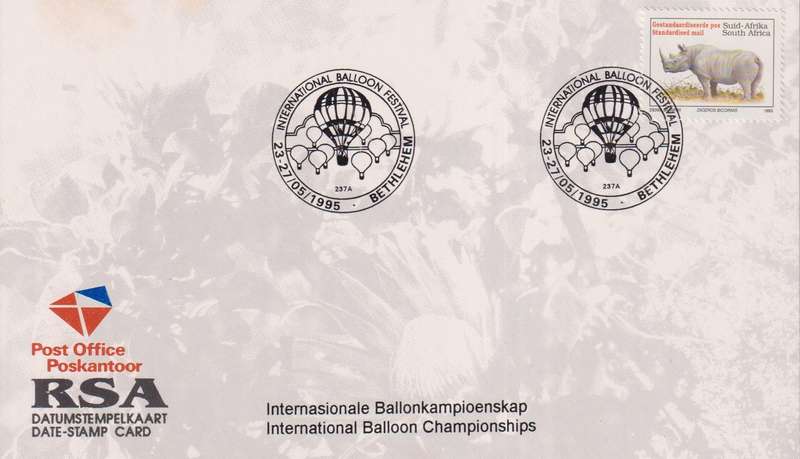 Gestandaardiseerde pos
Standardised mail
Suid-Afrika
South Africa
DICEROS BICORNIS
1993
INTERNATIONAL BALLOON FESTIVAL
23-27/05/1995 · BETHLEHEM ·
237A
INTERNATIONAL BALLOON FESTIVAL
23-27/05/1995 · BETHLEHEM ·
237A
Post Office
Poskantoor
RSA
DATUMSTEMPELKAART
DATE-STAMP CARD
Internasionale Ballonkampioenskap
International Balloon Championships